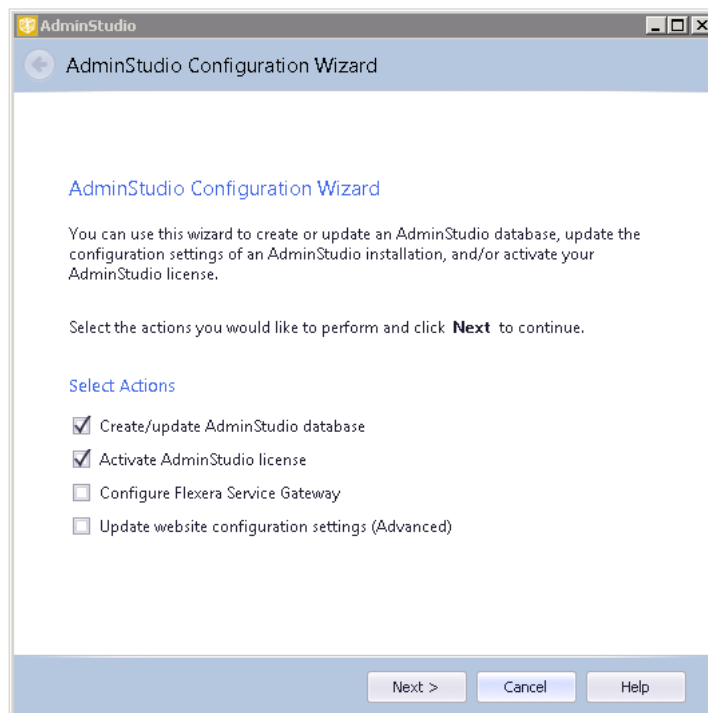 AdminStudio
AdminStudio Configuration Wizard
AdminStudio Configuration Wizard
You can use this wizard to create or update an AdminStudio database, update the
configuration settings of an AdminStudio installation, and/or activate your
AdminStudio license.
Select the actions you would like to perform and click Next to continue.
Select Actions
Create/update AdminStudio database
Activate AdminStudio license
Configure Flexera Service Gateway
Update website configuration settings (Advanced)
Next > Cancel Help